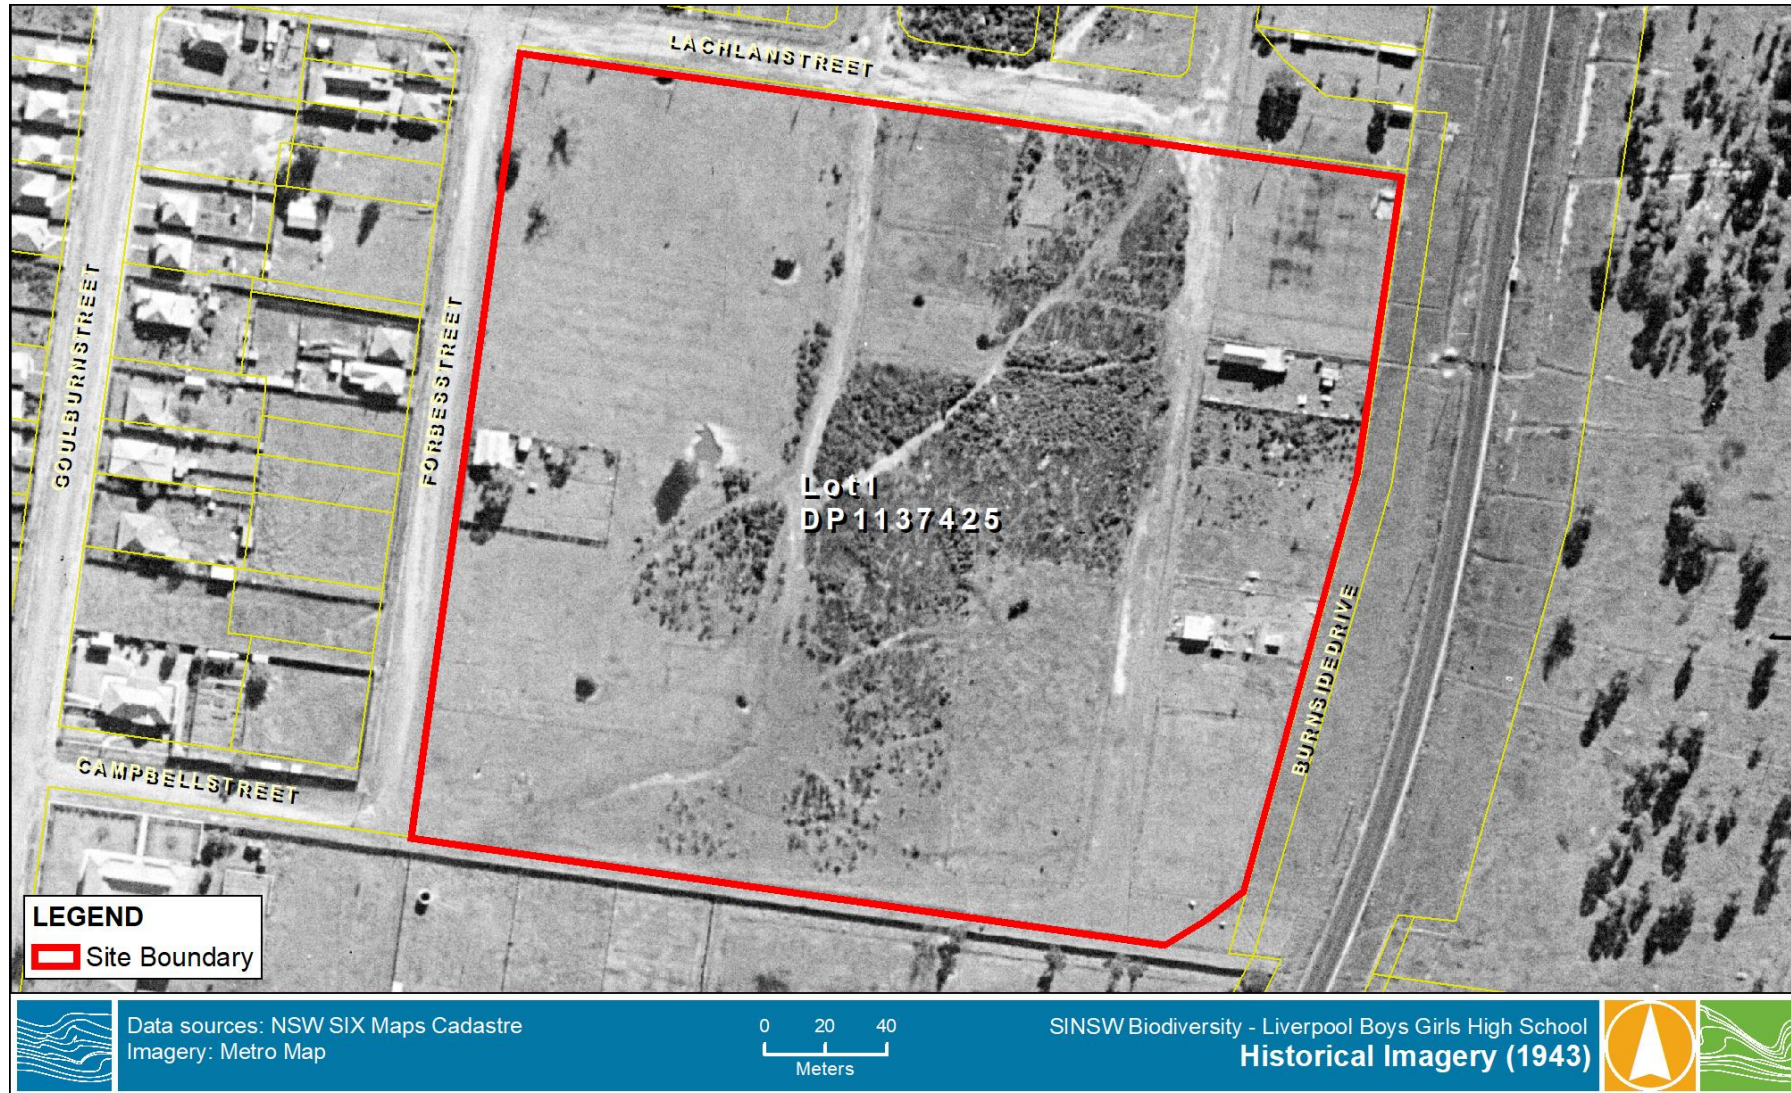 LACHLANSTREET
GOULBURNSTREET
FORBESSTREET
Lot1
DP1137425
BURNSIDEDRIVE
CAMPBELLSTREET
LEGEND
Site Boundary
Data sources: NSW SIX Maps Cadastre
Imagery: Metro Map
0 20 40
Meters
SINSW Biodiversity - Liverpool Boys Girls High School
Historical Imagery (1943)